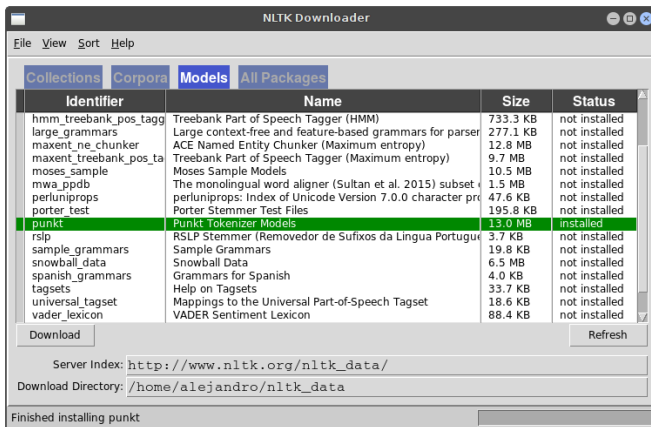 NLTK Downloader
File View Sort Help
Collections Corpora Models All Packages
Identifier Name Size Status
hmm_treebank_pos_tagg Treebank Part of Speech Tagger (HMM) 733.3 KB not installed
large_grammars Large context-free and feature-based grammars for parser 277.1 KB not installed
maxent_ne_chunker ACE Named Entity Chunker (Maximum entropy) 12.8 MB not installed
maxent_treebank_pos_ta Treebank Part of Speech Tagger (Maximum entropy) 9.7 MB not installed
moses_sample Moses Sample Models 10.5 MB not installed
mwa_ppdb The monolingual word aligner (Sultan et al. 2015) subset 1.5 MB not installed
perluniprops perluniprops: Index of Unicode Version 7.0.0 character pro 47.6 KB not installed
porter_test Porter Stemmer Test Files 195.8 KB not installed
punkt Punkt Tokenizer Models 13.0 MB installed
rslp RSLP Stemmer (Removedor de Sufixos da Lingua Portugue 3.7 KB not installed
sample_grammars Sample Grammars 19.8 KB not installed
snowball_data Snowball Data 6.5 MB not installed
spanish_grammars Grammars for Spanish 4.0 KB not installed
tagsets Help on Tagsets 33.7 KB not installed
universal_tagset Mappings to the Universal Part-of-Speech Tagset 18.6 KB not installed
vader_lexicon VADER Sentiment Lexicon 88.4 KB not installed
Download Refresh
Server Index: http://www.nltk.org/nltk_data/
Download Directory: /home/alejandro/nltk_data
Finished installing punkt